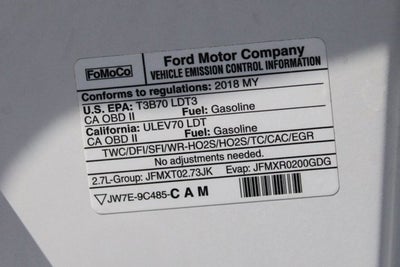 FoMoCo
Ford Motor Company
VEHICLE EMISSION CONTROL INFORMATION
Conforms to regulations: 2018 MY
U.S. EPA: T3B70 LDT3 Fuel: Gasoline
CA OBD II
California: ULEV70 LDT Fuel: Gasoline
CA OBD II
TWC/DFI/SFI/WR-HO2S/HO2S/TC/CAC/EGR
No adjustments needed.
2.7L-Group: JFMXT02.73JK Evap: JFMXR0200GDG
JW7E-9C485-CAM